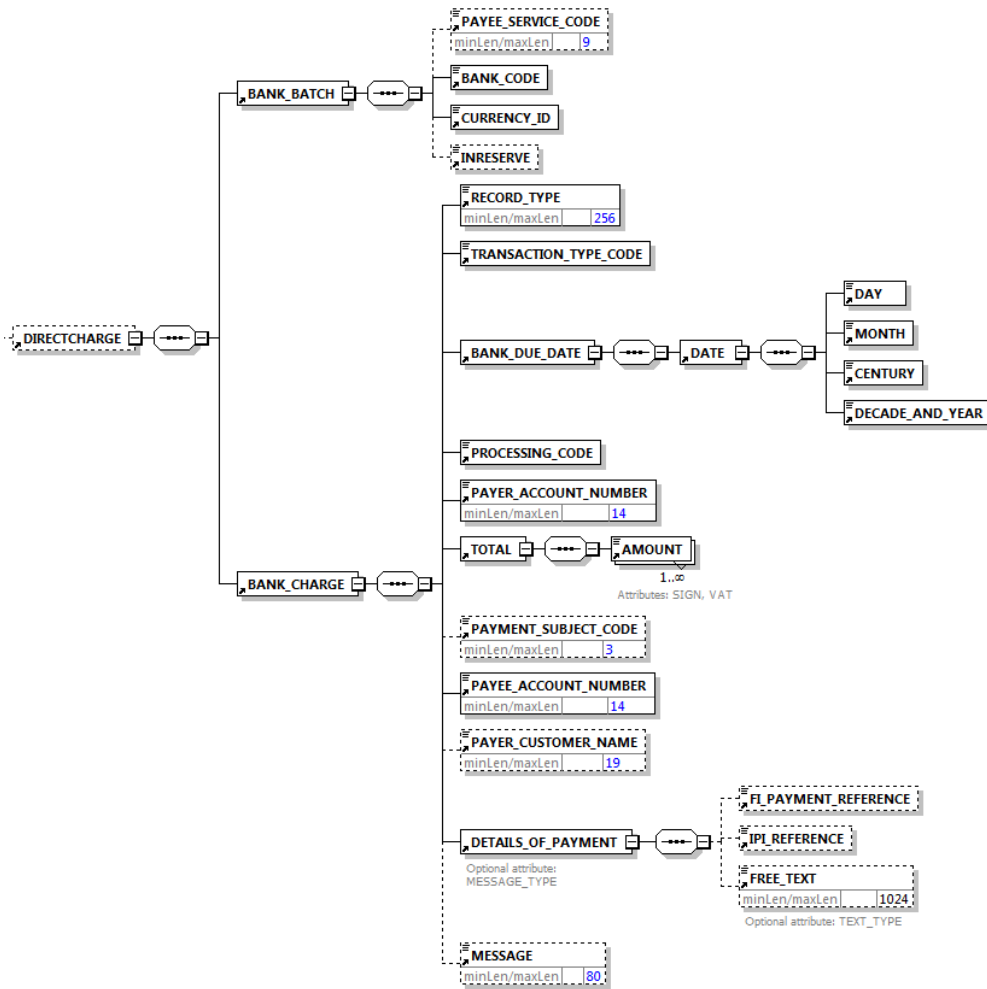 PAYEE_SERVICE_CODE
minLen/maxLen 9
BANK_BATCH
BANK_CODE
CURRENCY_ID
INRESERVE
RECORD_TYPE
minLen/maxLen 256
TRANSACTION_TYPE_CODE
DAY
MONTH
DIRECTCHARGE
BANK_DUE_DATE
DATE
CENTURY
DECADE_AND_YEAR
PROCESSING_CODE
PAYER_ACCOUNT_NUMBER
minLen/maxLen 14
TOTAL
AMOUNT
1..∞
BANK_CHARGE
Attributes: SIGN, VAT
PAYMENT_SUBJECT_CODE
minLen/maxLen 3
PAYEE_ACCOUNT_NUMBER
minLen/maxLen 14
PAYER_CUSTOMER_NAME
minLen/maxLen 19
FI_PAYMENT_REFERENCE
DETAILS_OF_PAYMENT
IPI_REFERENCE
Optional attribute:
MESSAGE_TYPE
FREE_TEXT
minLen/maxLen 1024
Optional attribute: TEXT_TYPE
MESSAGE
minLen/maxLen 80